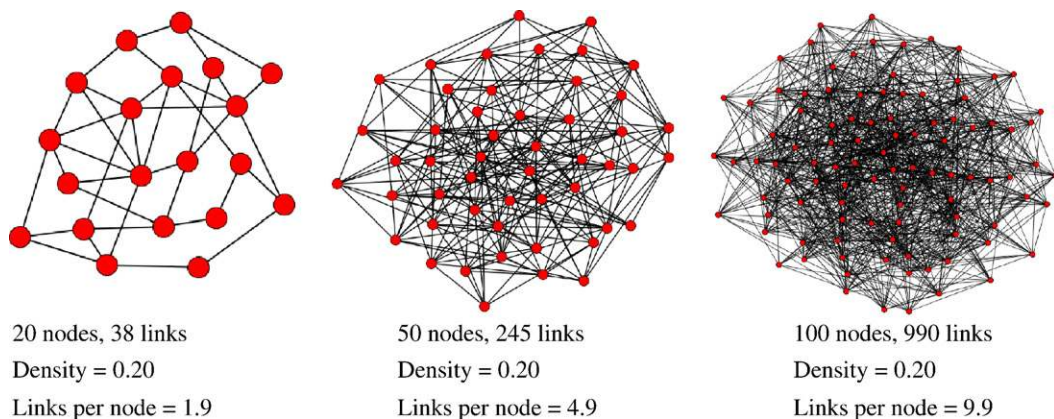 20 nodes, 38 links
Density = 0.20
Links per node = 1.9
50 nodes, 245 links
Density = 0.20
Links per node = 4.9
100 nodes, 990 links
Density = 0.20
Links per node = 9.9